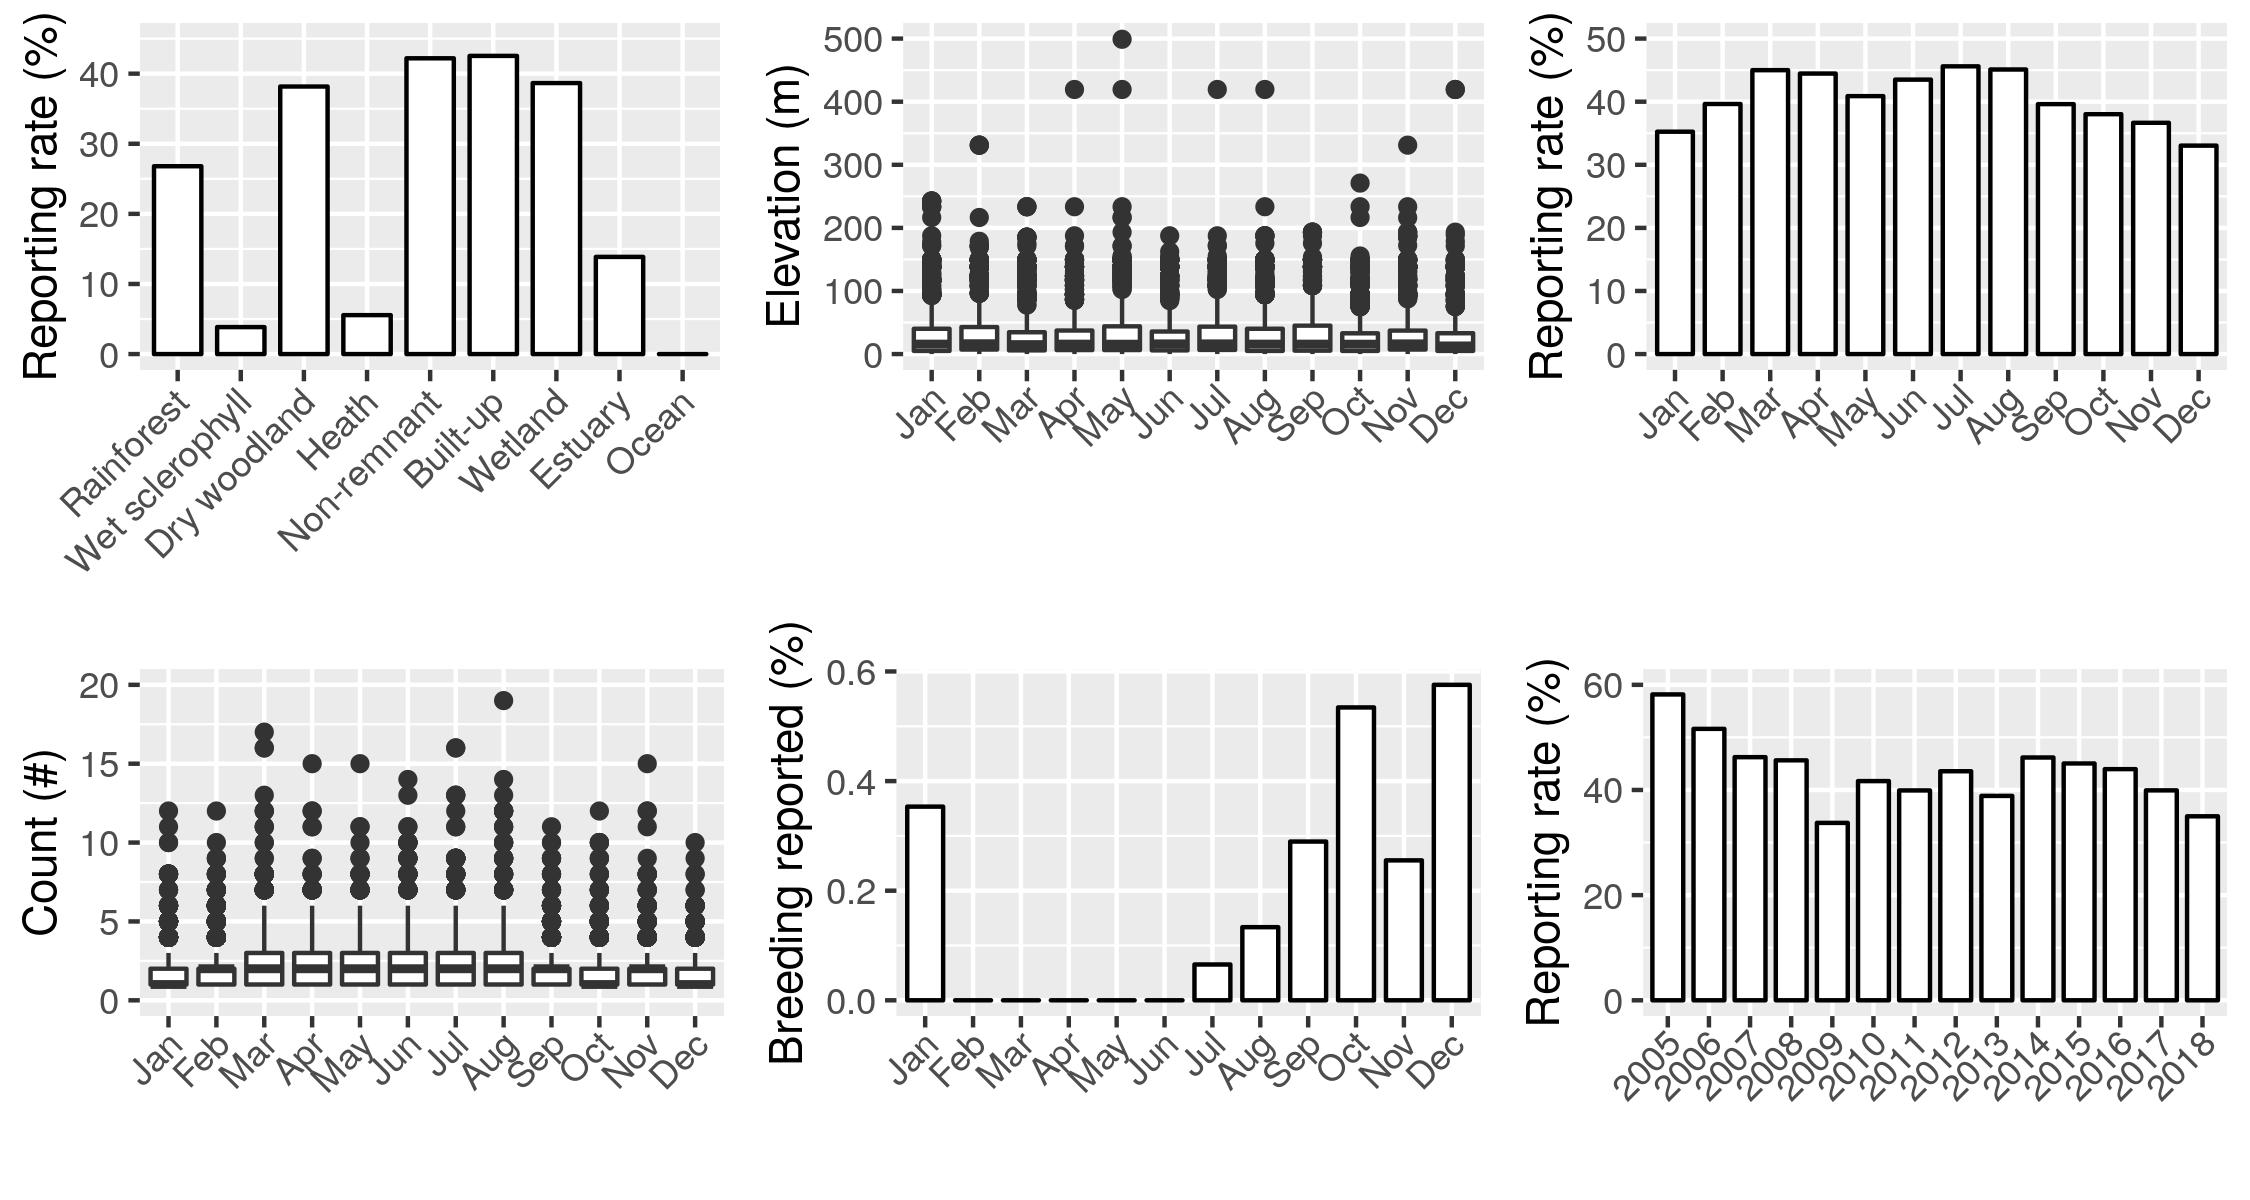 Reporting rate (%)
40
30
20
10
0
Rainforest
Wet sclerophyll
Dry woodland
Heath
Non-remnant
Built-up
Wetland
Estuary
Ocean
Elevation (m)
500
400
300
200
100
0
Jan
Feb
Mar
Apr
May
Jun
Jul
Aug
Sep
Oct
Nov
Dec
Reporting rate (%)
50
40
30
20
10
0
Jan
Feb
Mar
Apr
May
Jun
Jul
Aug
Sep
Oct
Nov
Dec
Count (#)
20
15
10
5
0
Jan
Feb
Mar
Apr
May
Jun
Jul
Aug
Sep
Oct
Nov
Dec
Breeding reported (%)
0.6
0.4
0.2
0.0
Jan
Feb
Mar
Apr
May
Jun
Jul
Aug
Sep
Oct
Nov
Dec
Reporting rate (%)
60
40
20
0
2005
2006
2007
2008
2009
2010
2011
2012
2013
2014
2015
2016
2017
2018